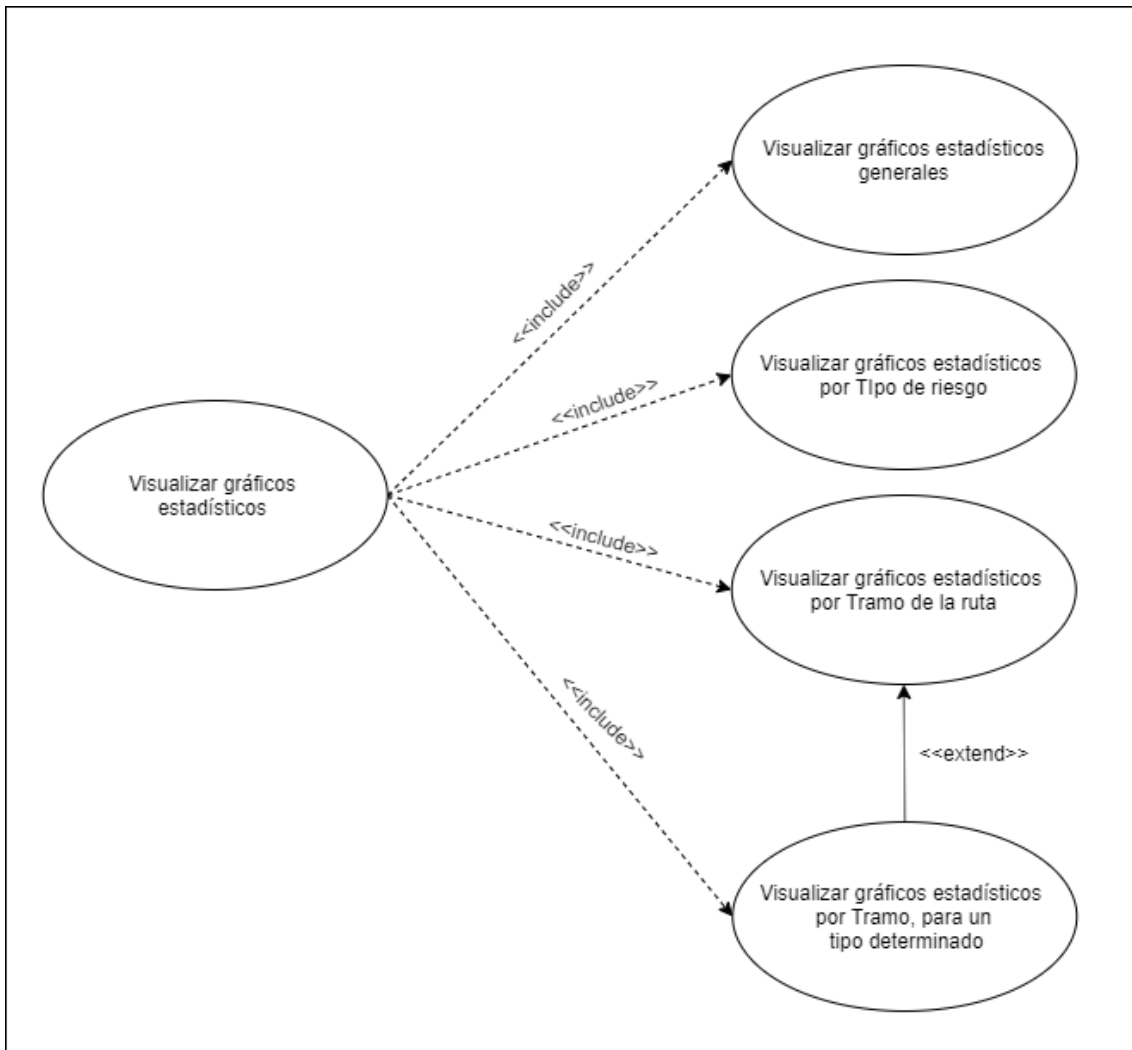 Visualizar gráficos estadísticos
generales
<<include>>
Visualizar gráficos estadísticos
por TIpo de riesgo
<<include>>
Visualizar gráficos
estadísticos
<<include>>
Visualizar gráficos estadísticos
por Tramo de la ruta
<<include>>
<<extend>>
Visualizar gráficos estadísticos
por Tramo, para un
tipo determinado